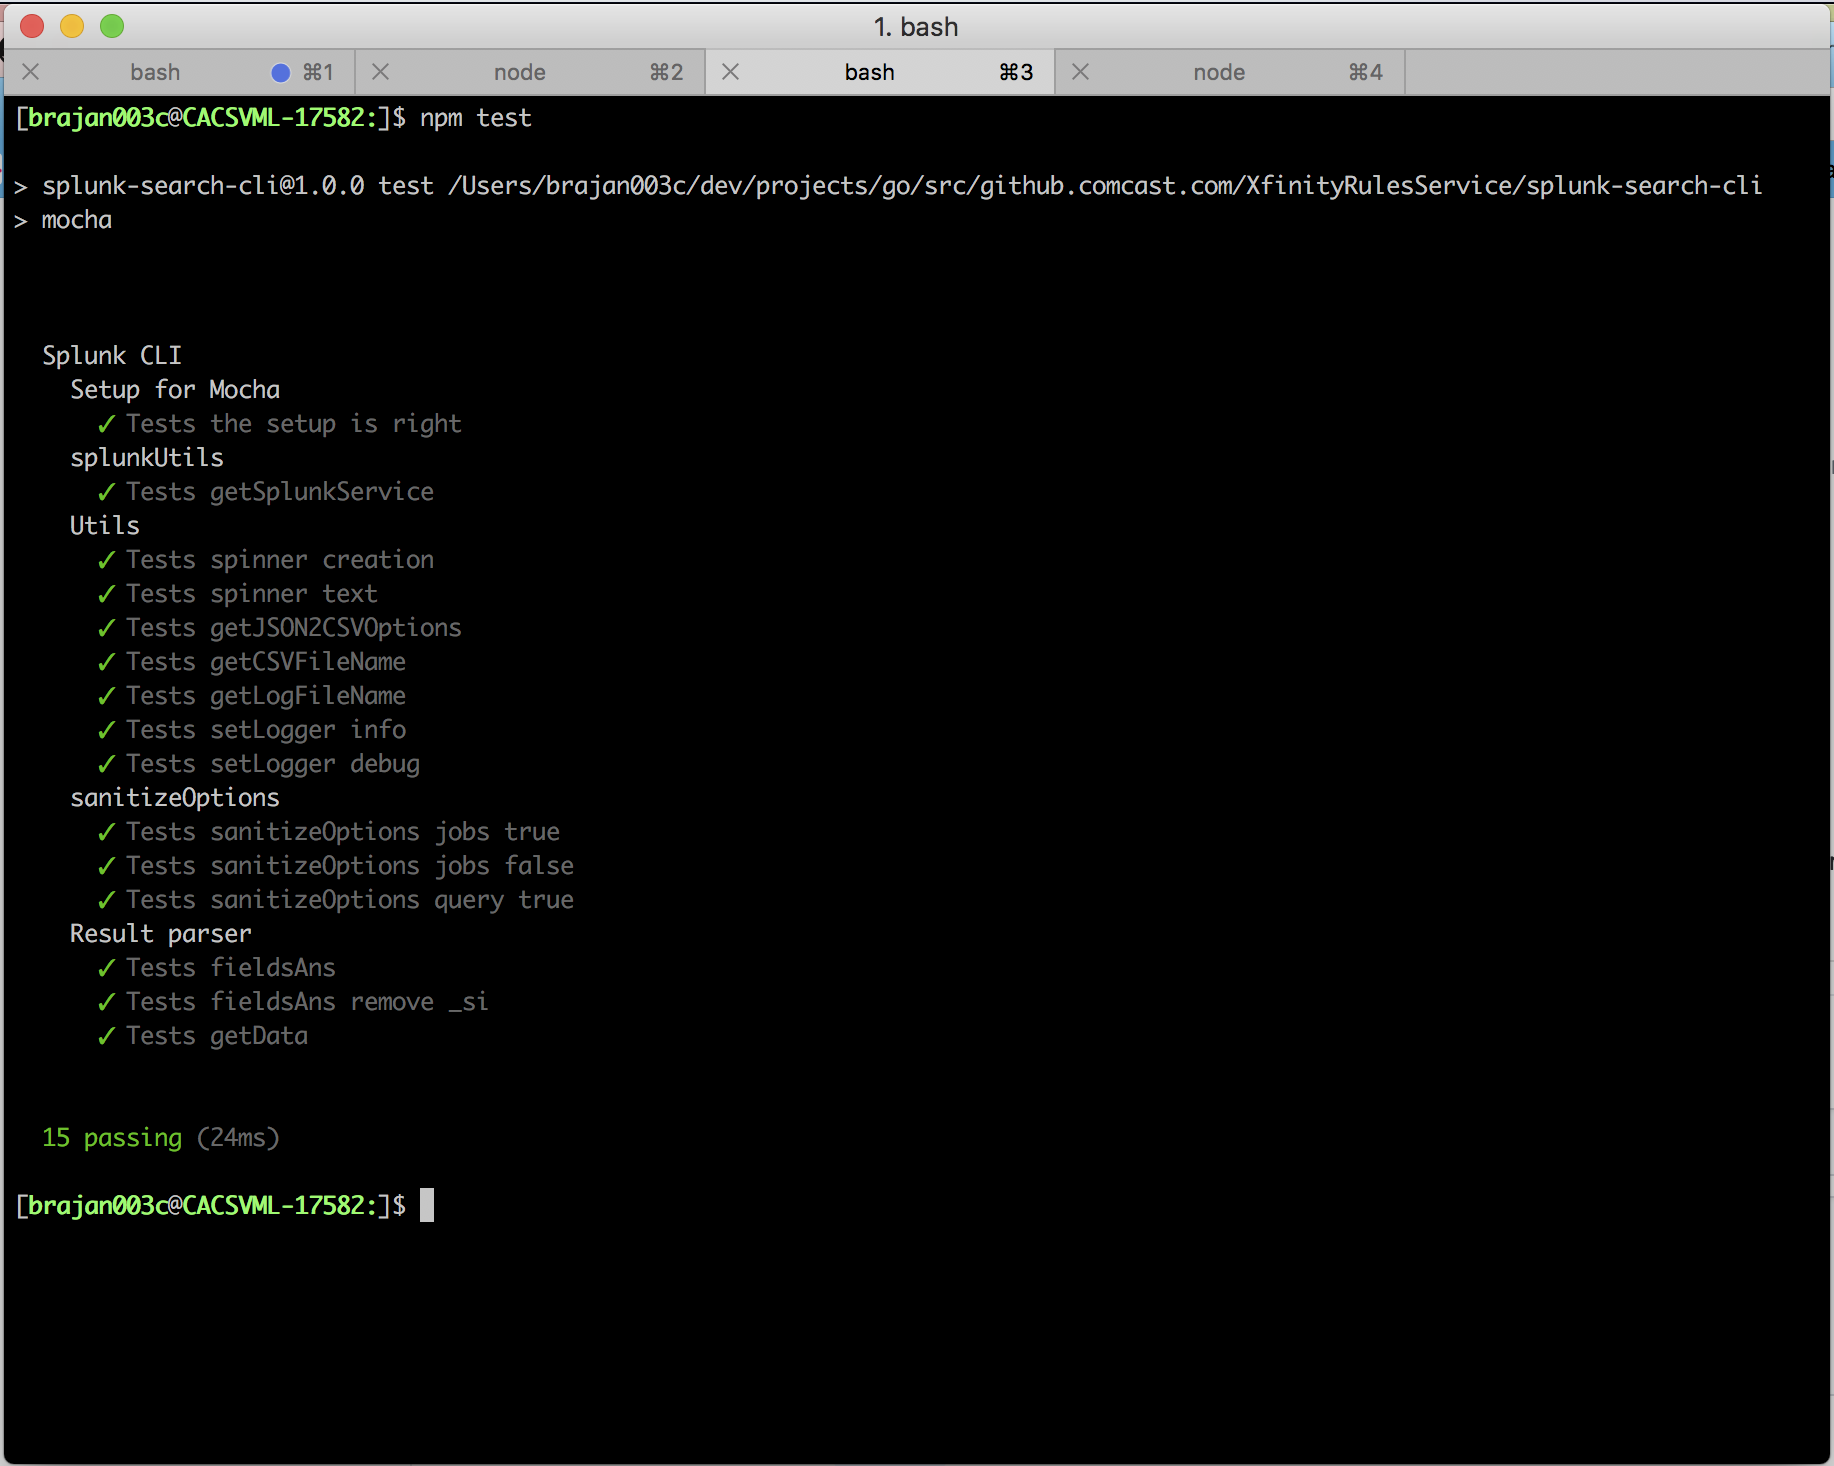 1. bash
bash ⌘1 node ⌘2 bash ⌘3 node ⌘4
[brajan003c@CACSVML-17582:]$ npm test
> splunk-search-cli@1.0.0 test /Users/brajan003c/dev/projects/go/src/github.comcast.com/XfinityRulesService/splunk-search-cli
> mocha
Splunk CLI
Setup for Mocha
✓ Tests the setup is right
splunkUtils
✓ Tests getSplunkService
Utils
✓ Tests spinner creation
✓ Tests spinner text
✓ Tests getJSON2CSVOptions
✓ Tests getCSVFileName
✓ Tests getLogFileName
✓ Tests setLogger info
✓ Tests setLogger debug
sanitizeOptions
✓ Tests sanitizeOptions jobs true
✓ Tests sanitizeOptions jobs false
✓ Tests sanitizeOptions query true
Result parser
✓ Tests fieldsAns
✓ Tests fieldsAns remove _si
✓ Tests getData
15 passing (24ms)
[brajan003c@CACSVML-17582:]$